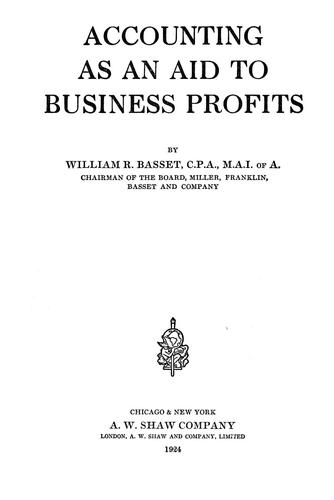 ACCOUNTING
AS AN AID TO
BUSINESS PROFITS
BY
WILLIAM R. BASSET, C.P.A., M.A.I. OF A.
CHAIRMAN OF THE BOARD, MILLER, FRANKLIN,
BASSET AND COMPANY
CHICAGO & NEW YORK
A. W. SHAW COMPANY
LONDON, A. W. SHAW AND COMPANY, LIMITED
1924